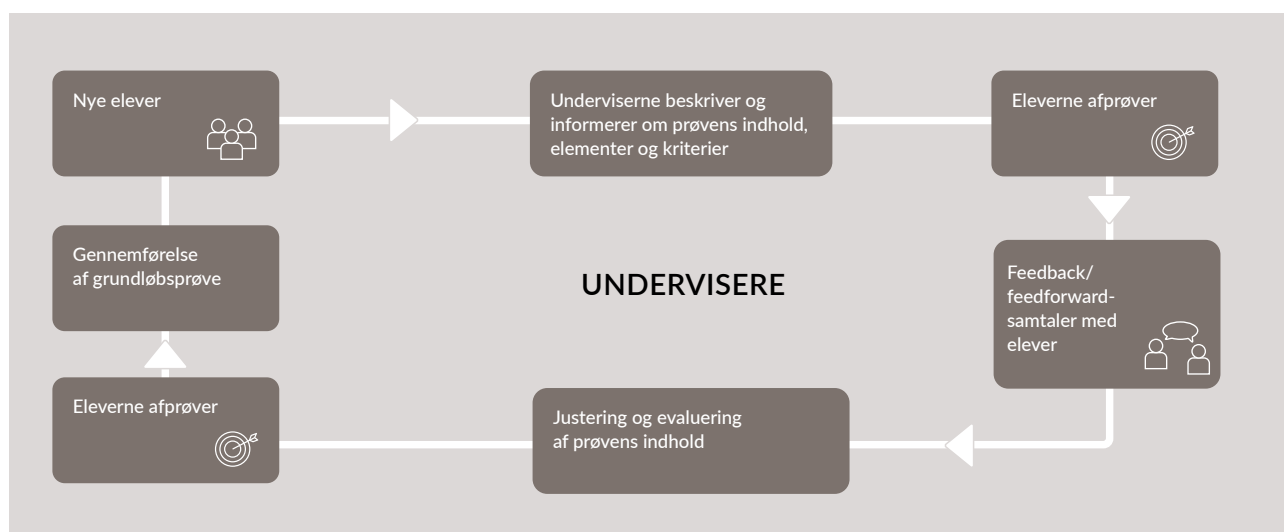 Nye elever
Underviserne beskriver og
informerer om prøvens indhold,
elementer og kriterier
Eleverne afprøver
Feedback/
feedforward-
samtaler med
elever
Justering og evaluering
af prøvens indhold
Eleverne afprøver
Gennemførelse
af grundløbsprøve
UNDERVISERE